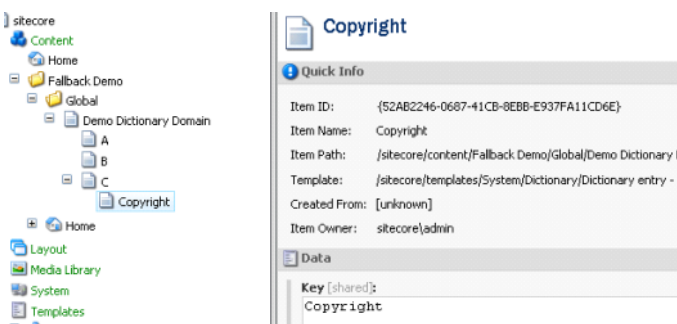 sitecore
Content
Home
Fallback Demo
Global
Demo Dictionary Domain
A
B
C
Copyright
Home
Layout
Media Library
System
Templates
Copyright
Quick Info
Item ID: {52AB2246-0687-41CB-8EBB-E937FA11CD6E}
Item Name: Copyright
Item Path: /sitecore/content/Fallback Demo/Global/Demo Dictionary
Template: /sitecore/templates/System/Dictionary/Dictionary entry -
Created From: [unknown]
Item Owner: sitecore\admin
Data
Key [shared]:
Copyright